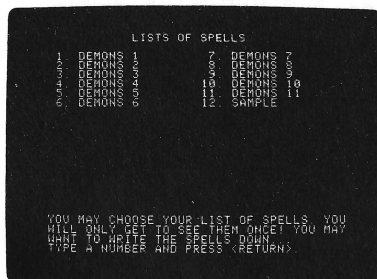 LISTS OF SPELLS
1. DEMONS 1 7. DEMONS 7
2. DEMONS 2 8. DEMONS 8
3. DEMONS 3 9. DEMONS 9
4. DEMONS 4 10. DEMONS 10
5. DEMONS 5 11. DEMONS 11
6. DEMONS 6 12. SAMPLE
YOU MAY CHOOSE YOUR LIST OF SPELLS. YOU
WILL ONLY GET TO SEE THEM ONCE! YOU MAY
WANT TO WRITE THE SPELLS DOWN...
TYPE A NUMBER AND PRESS <RETURN>.